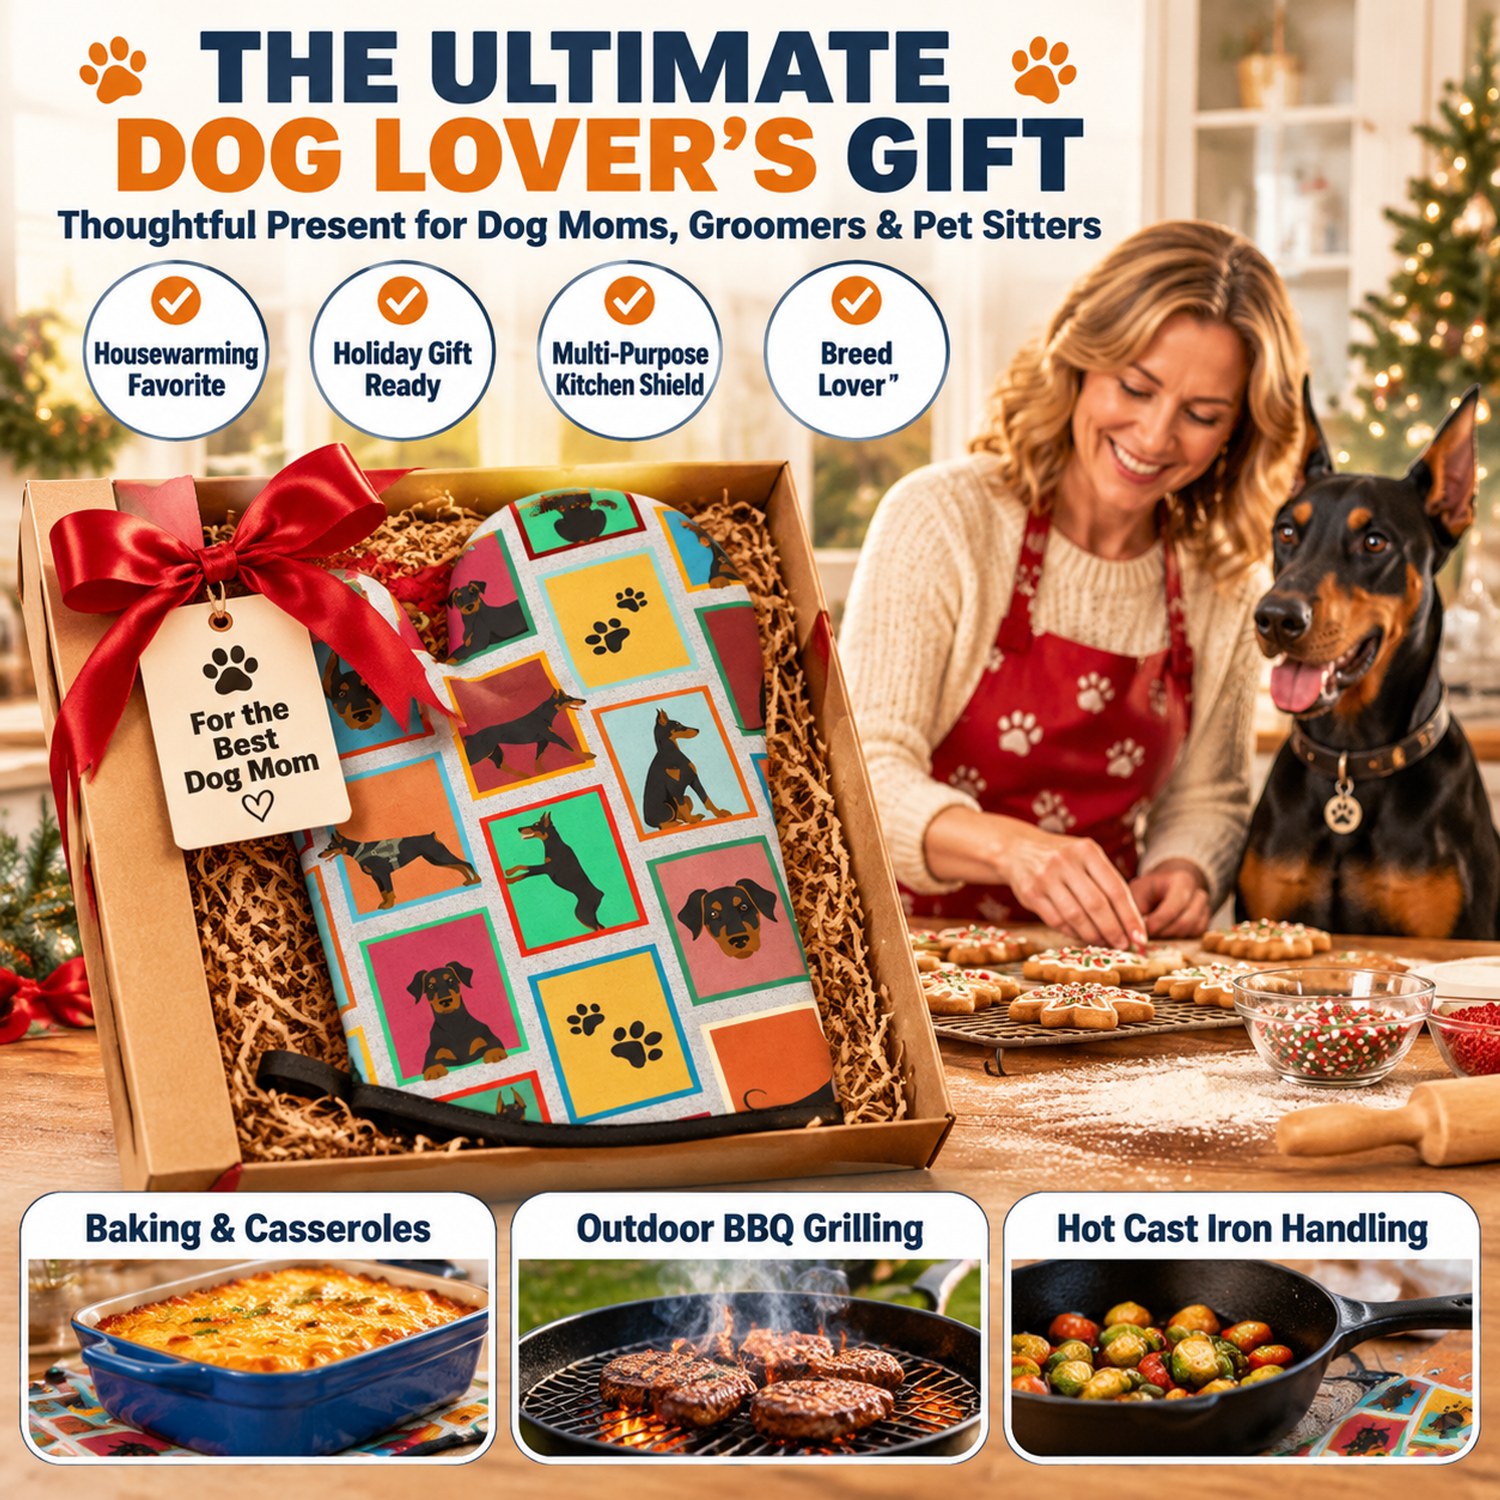 THE ULTIMATE
DOG LOVER'S GIFT
Thoughtful Present for Dog Moms, Groomers & Pet Sitters
Housewarming
Favorite
Holiday Gift
Ready
Multi-Purpose
Kitchen Shield
Breed
Lover"
For the
Best
Dog Mom
Baking & Casseroles
Outdoor BBQ Grilling
Hot Cast Iron Handling